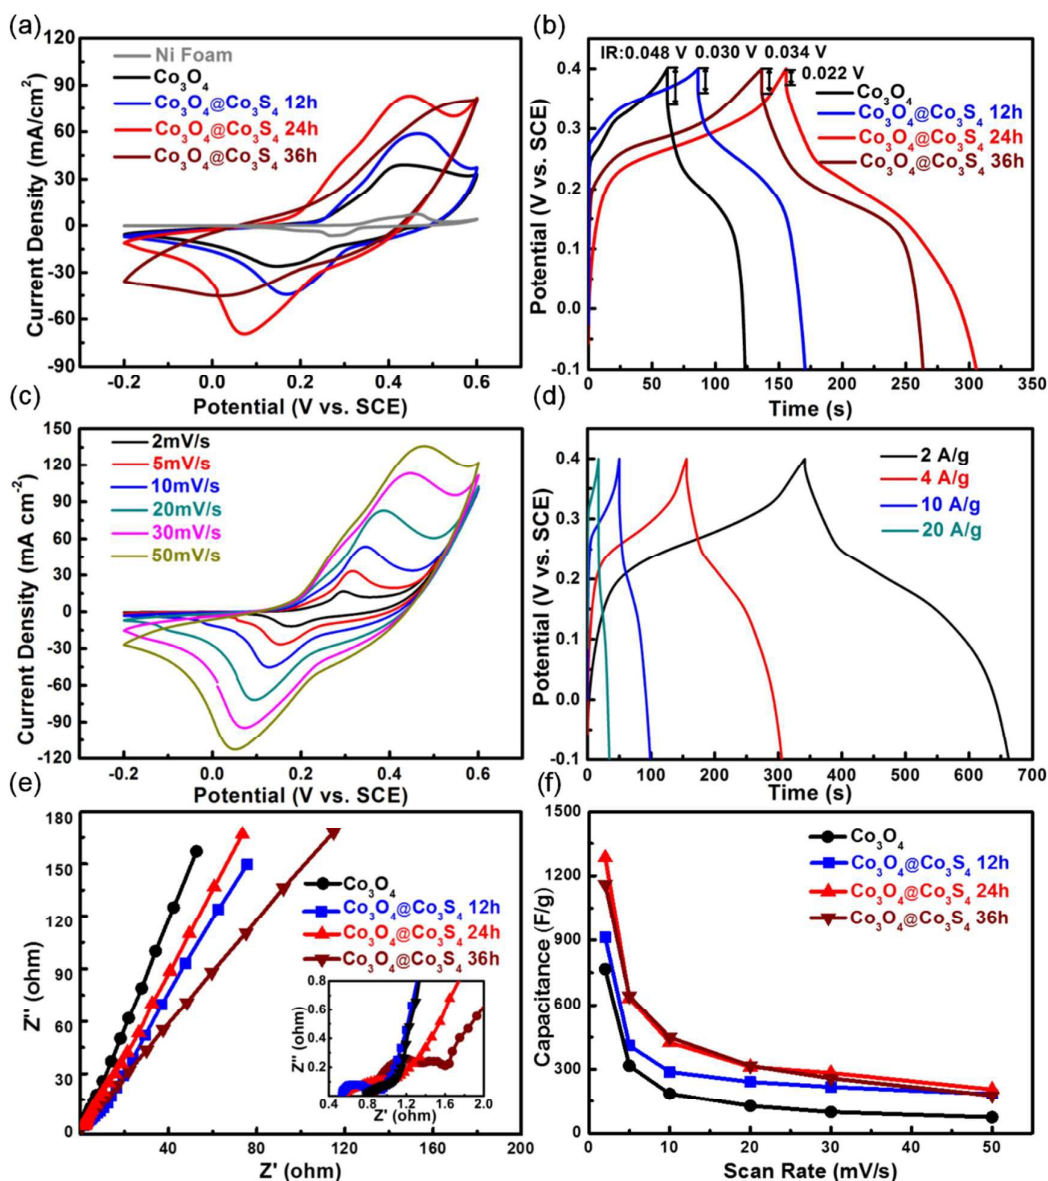 (a)
Ni Foam
Co3O4
Co3O4@Co3S4 12h
Co3O4@Co3S4 24h
Co3O4@Co3S4 36h
Current Density (mA/cm²)
90
60
30
0
-30
-60
-90
-0.2 0.0 0.2 0.4 0.6
Potential (V vs. SCE)
(b)
IR:0.048 V 0.030 V 0.034 V
0.022 V
Co3O4
Co3O4@Co3S4 12h
Co3O4@Co3S4 24h
Co3O4@Co3S4 36h
Potential (V vs. SCE)
0.4
0.3
0.2
0.1
0.0
-0.1
0 50 100 150 200 250 300 350
Time (s)
(c)
2mV/s
5mV/s
10mV/s
20mV/s
30mV/s
50mV/s
Current Density (mA cm⁻²)
150
120
90
60
30
0
-30
-60
-90
-120
-0.2 0.0 0.2 0.4 0.6
Potential (V vs. SCE)
(d)
2 A/g
4 A/g
10 A/g
20 A/g
Potential (V vs. SCE)
0.5
0.4
0.3
0.2
0.1
0.0
-0.1
0 100 200 300 400 500 600 700
Time (s)
(e)
Co3O4
Co3O4@Co3S4 12h
Co3O4@Co3S4 24h
Co3O4@Co3S4 36h
Z'' (ohm)
180
150
120
90
60
30
0
0 40 80 120 160 200
Z' (ohm)
Z'' (ohm)
0.8
0.6
0.4
0.2
0.0
0.4 0.8 1.2 1.6 2.0
Z' (ohm)
(f)
Co3O4
Co3O4@Co3S4 12h
Co3O4@Co3S4 24h
Co3O4@Co3S4 36h
Capacitance (F/g)
1500
1200
900
600
300
0
0 10 20 30 40 50
Scan Rate (mV/s)